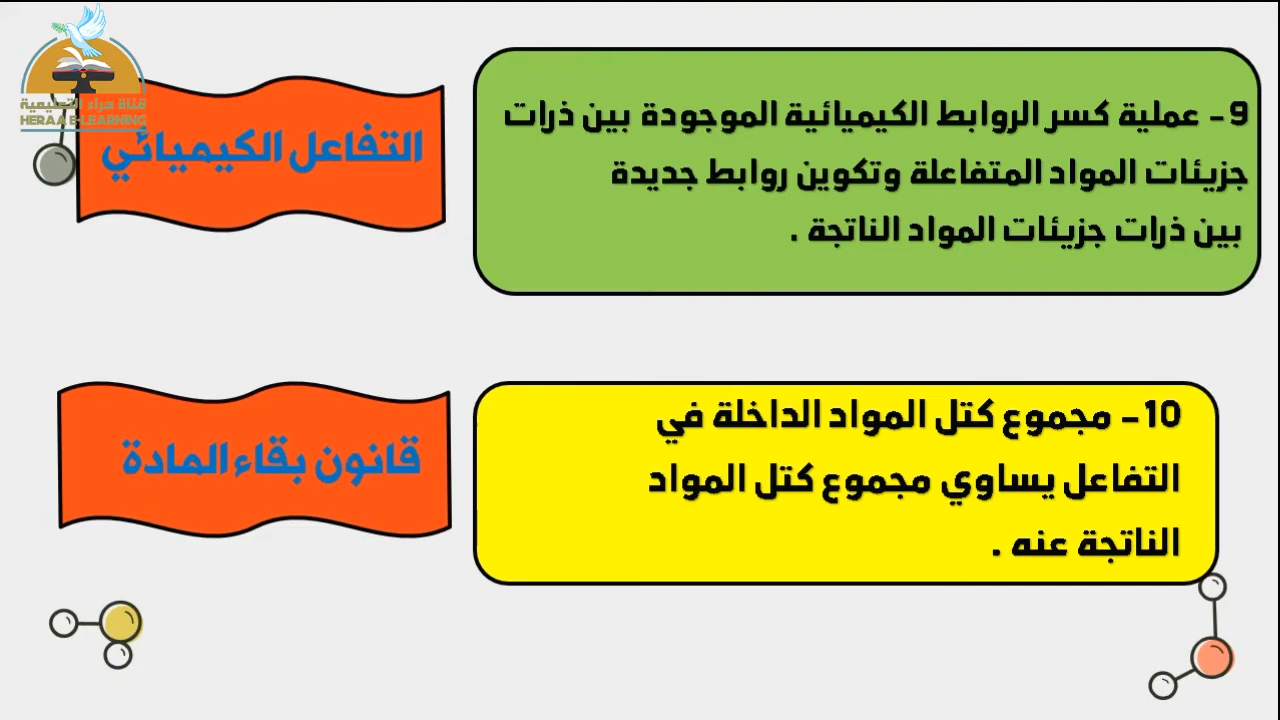 قناة حراء التعليمية
HERAA E-LEARNING
9- عملية كسر الروابط الكيميائية الموجودة بين ذرات
جزيئات المواد المتفاعلة وتكوين روابط جديدة
بين ذرات جزيئات المواد الناتجة .
التفاعل الكيميائي
10- مجموع كتل المواد الداخلة في
التفاعل يساوي مجموع كتل المواد
الناتجة عنه .
قانون بقاء المادة